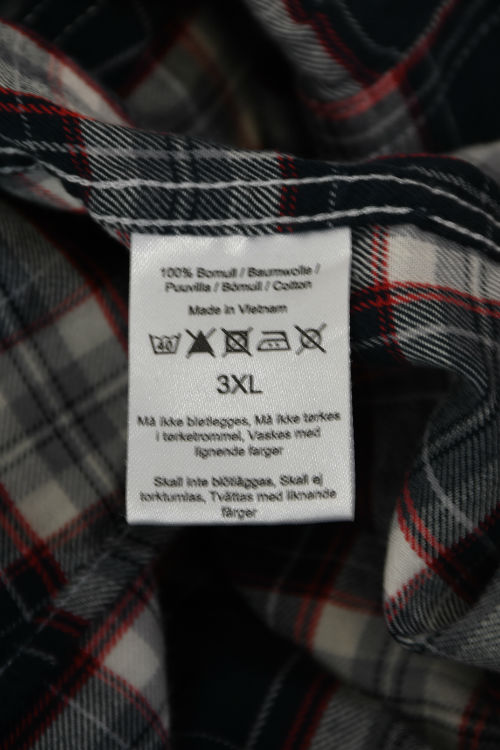 100% Bomull / Baumwolle /
Puuvilla / Bómull / Cotton
Made in Vietnam
40
3XL
Må ikke bløtlegges, Må ikke tørkes
i tørketrommel, Vaskes med
lignende farger
Skall inte blötläggas, Skall ej
torktumlas, Tvättas med liknande
färger